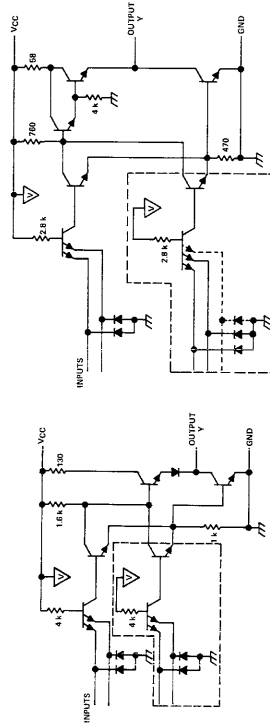 VCC
130
1.6 k
4 k
V
4 k
V
INPUTS
OUTPUT
Y
1 k
GND
VCC
58
760
2.8 k
V
4 k
2.8 k
V
INPUTS
OUTPUT
Y
470
GND